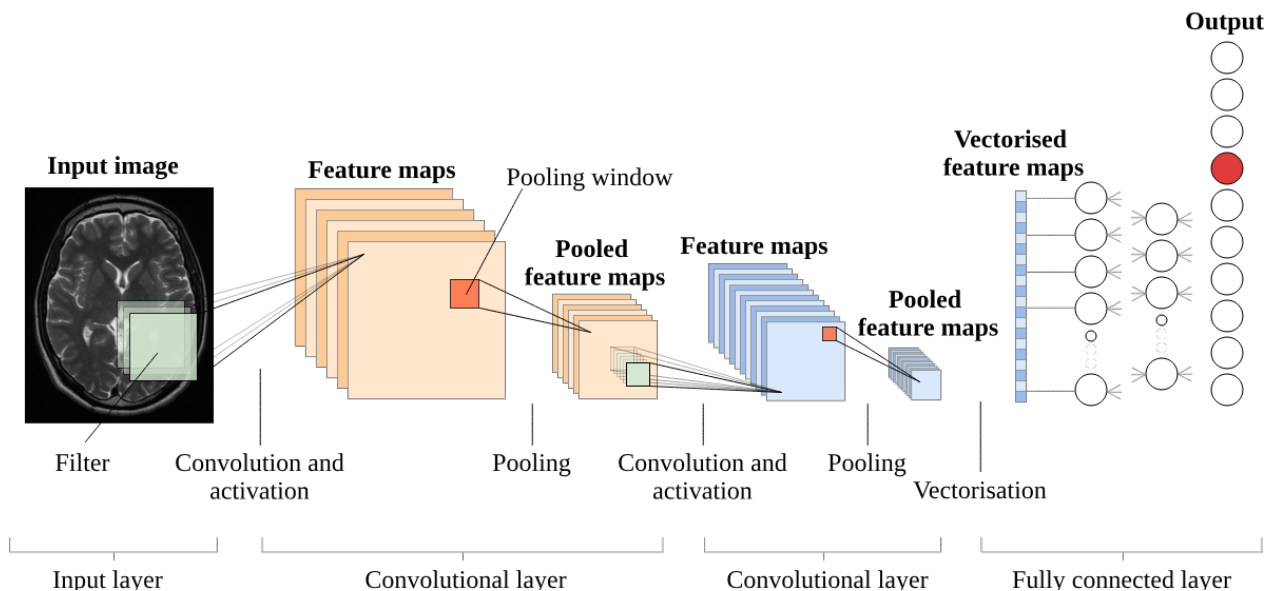 Output
Vectorised
feature maps
Input image
Feature maps
Pooling window
Pooled
feature maps
Feature maps
Pooled
feature maps
Filter
Convolution and
activation
Pooling
Convolution and
activation
Pooling
Vectorisation
Input layer
Convolutional layer
Convolutional layer
Fully connected layer